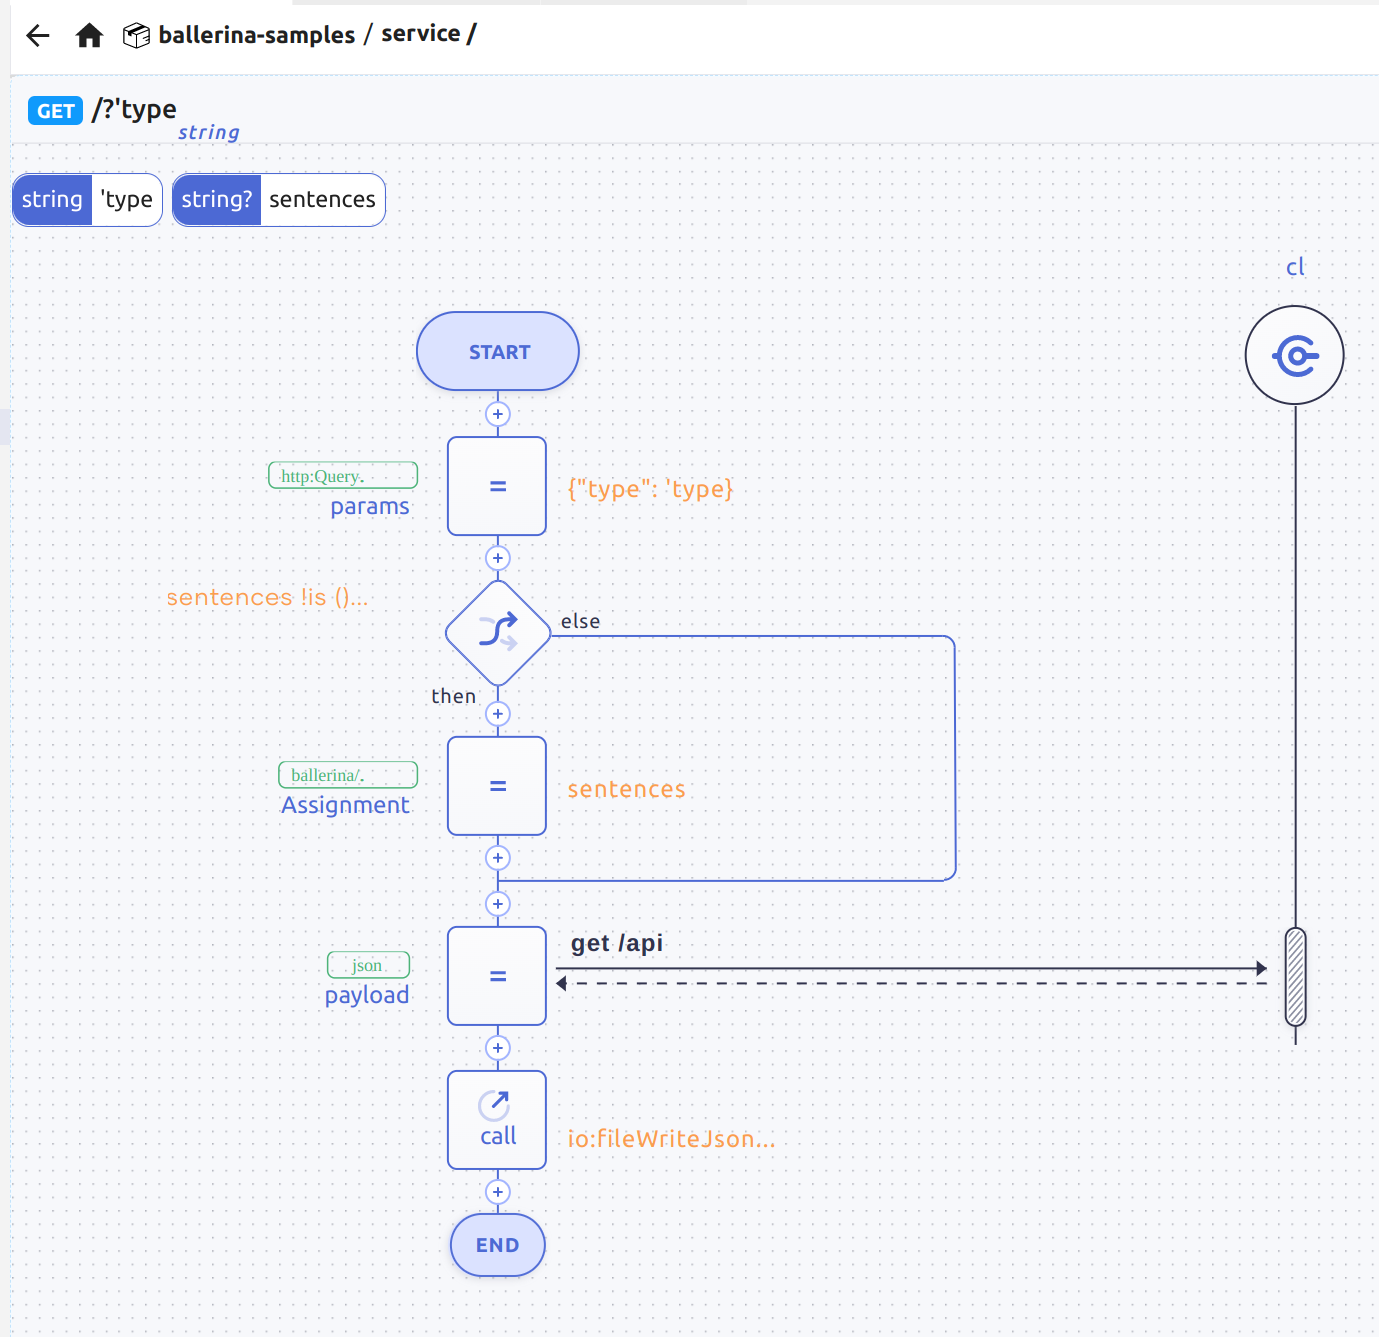 ballerina-samples / service /
GET /?'type
string
string 'type string? sentences
cl
START
http:Query.
params
=
{"type": 'type}
sentences !is ()...
else
then
ballerina/.
Assignment
=
sentences
get /api
json
payload
=
call
io:fileWriteJson...
END